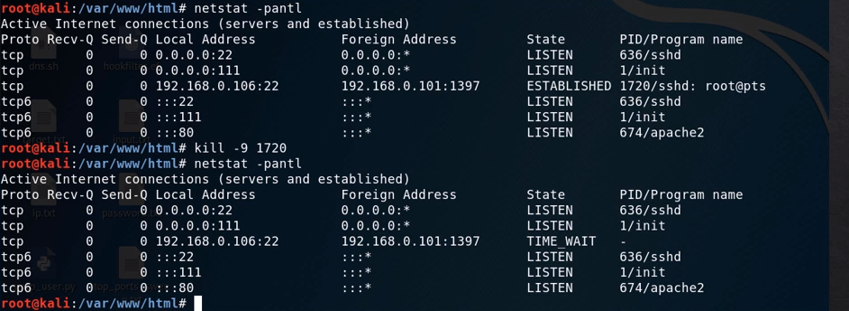 root@kali:/var/www/html# netstat -pantl
Active Internet connections (servers and established)
Proto Recv-Q Send-Q Local Address Foreign Address State PID/Program name
tcp 0 0 0.0.0.0:22 0.0.0.0:* LISTEN 636/sshd
tcp 0 0 0.0.0.0:111 0.0.0.0:* LISTEN 1/init
tcp 0 0 192.168.0.106:22 192.168.0.101:1397 ESTABLISHED 1720/sshd: root@pts
tcp6 0 0 :::22 :::* LISTEN 636/sshd
tcp6 0 0 :::111 :::* LISTEN 1/init
tcp6 0 0 :::80 :::* LISTEN 674/apache2
root@kali:/var/www/html# kill -9 1720
root@kali:/var/www/html# netstat -pantl
Active Internet connections (servers and established)
Proto Recv-Q Send-Q Local Address Foreign Address State PID/Program name
tcp 0 0 0.0.0.0:22 0.0.0.0:* LISTEN 636/sshd
tcp 0 0 0.0.0.0:111 0.0.0.0:* LISTEN 1/init
tcp 0 0 192.168.0.106:22 192.168.0.101:1397 TIME_WAIT -
tcp6 0 0 :::22 :::* LISTEN 636/sshd
tcp6 0 0 :::111 :::* LISTEN 1/init
tcp6 0 0 :::80 :::* LISTEN 674/apache2
root@kali:/var/www/html#
dns.sh
ip.txt